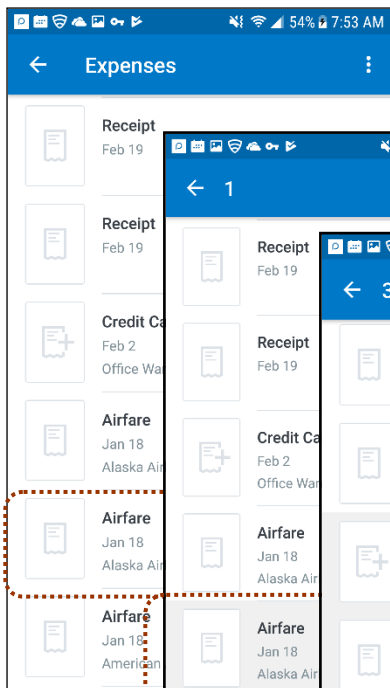 54% 7:53 AM
Expenses
Receipt
Feb 19
Receipt
Feb 19
Credit Ca
Feb 2
Office Wa
Airfare
Jan 18
Alaska Air
Airfare
Jan 18
Alaska Air
Airfare
Jan 18
American
1
Receipt
Feb 19
Receipt
Feb 19
Credit Ca
Feb 2
Office War
Airfare
Jan 18
Alaska Air
Airfare
Jan 18
Alaska Air
3